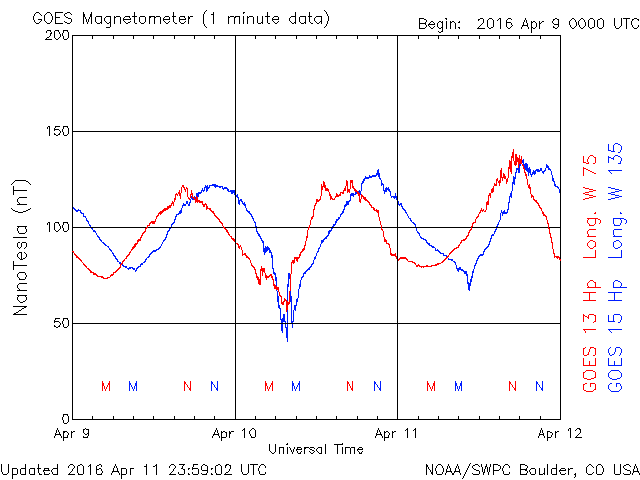 GOES Magnetometer (1 minute data)
Begin: 2016 Apr 9 0000 UTC
200
150
100
50
0
NanoTesla (nT)
M M N N M M N N M M N N
Apr 9 Apr 10 Apr 11 Apr 12
Universal Time
GOES 13 Hp Long. W 75
GOES 15 Hp Long. W 135
Updated 2016 Apr 11 23:59:02 UTC
NOAA/SWPC Boulder, CO USA